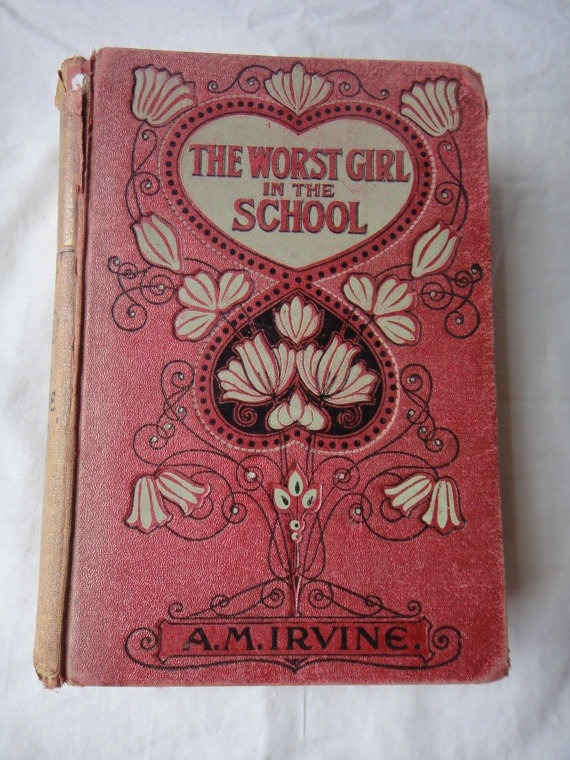 THE WORST GIRL
IN THE
SCHOOL
A.M. IRVINE.